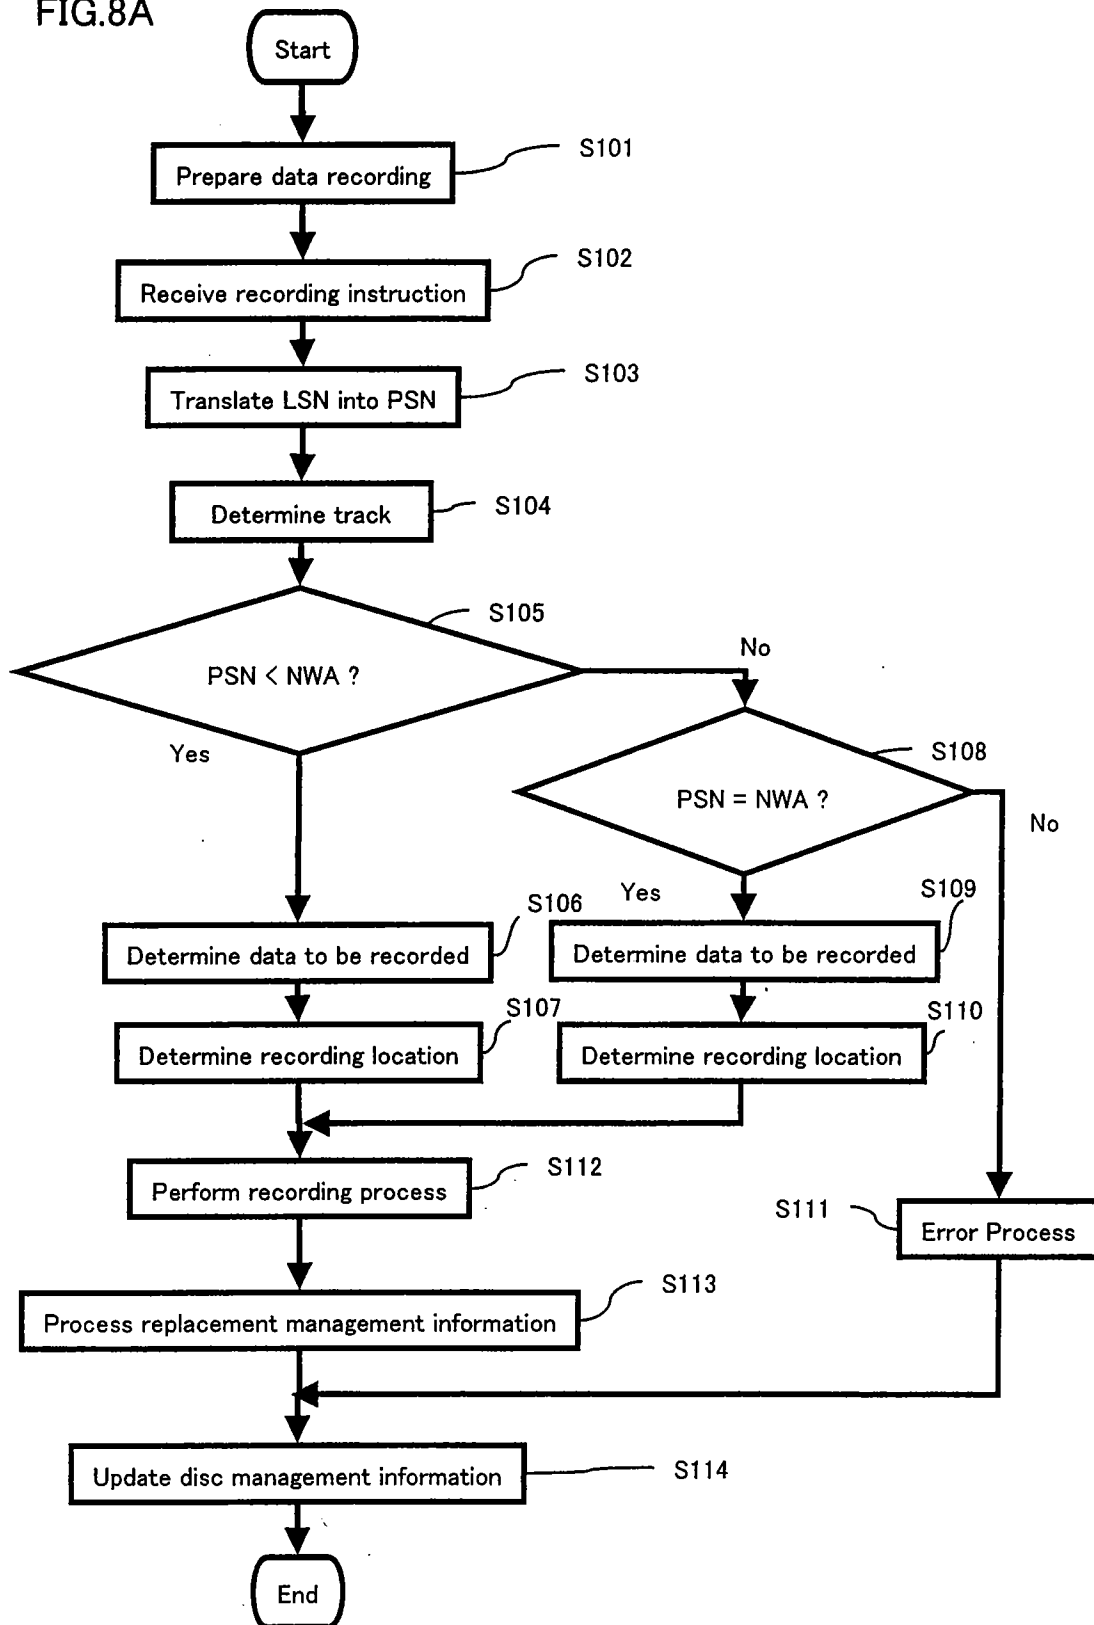 FIG.8A
Start
S101
Prepare data recording
S102
Receive recording instruction
S103
Translate LSN into PSN
S104
Determine track
S105
PSN < NWA ?
No
Yes
S108
PSN = NWA ?
No
Yes
S106
S109
Determine data to be recorded
Determine data to be recorded
S107
S110
Determine recording location
Determine recording location
S112
Perform recording process
S111
Error Process
S113
Process replacement management information
S114
Update disc management information
End